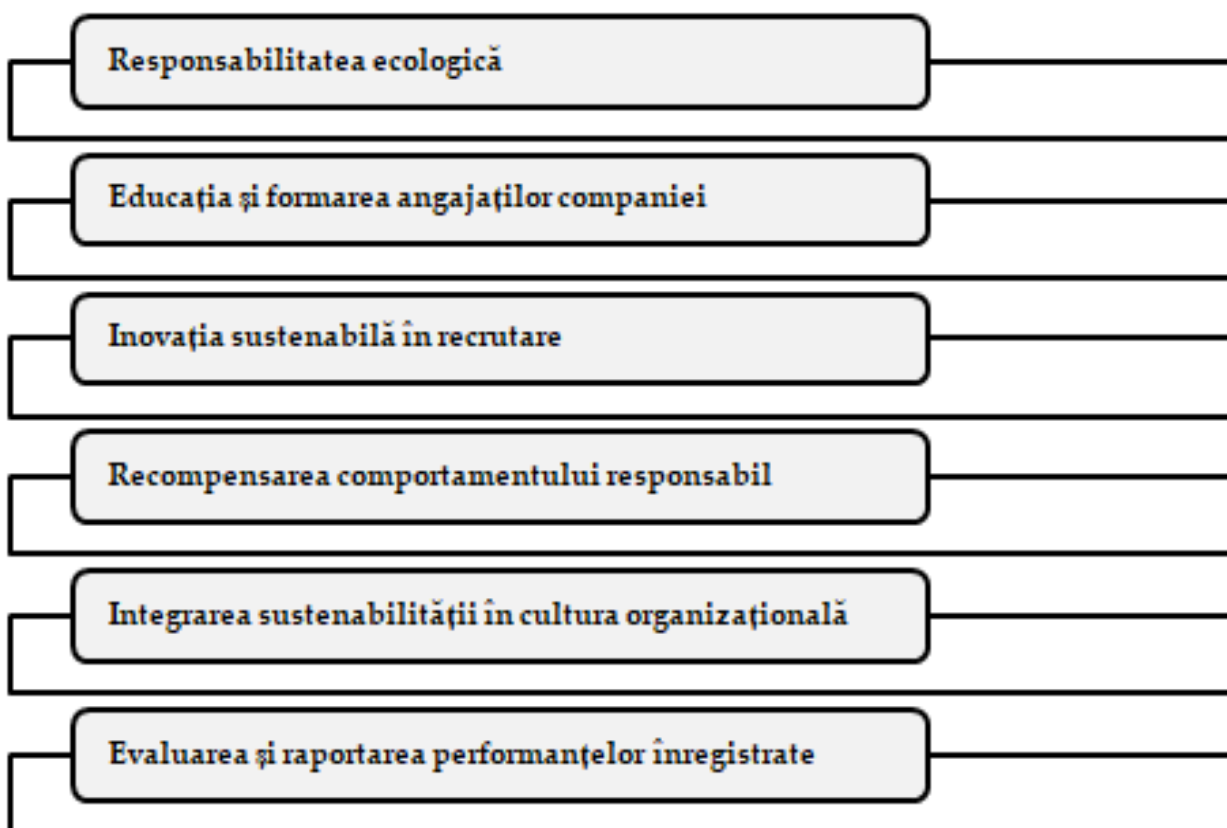 Responsabilitatea ecologică
Educația și formarea angajaților companiei
Inovația sustenabilă în recrutare
Recompensarea comportamentului responsabil
Integrarea sustenabilității în cultura organizațională
Evaluarea și raportarea performanțelor înregistrate